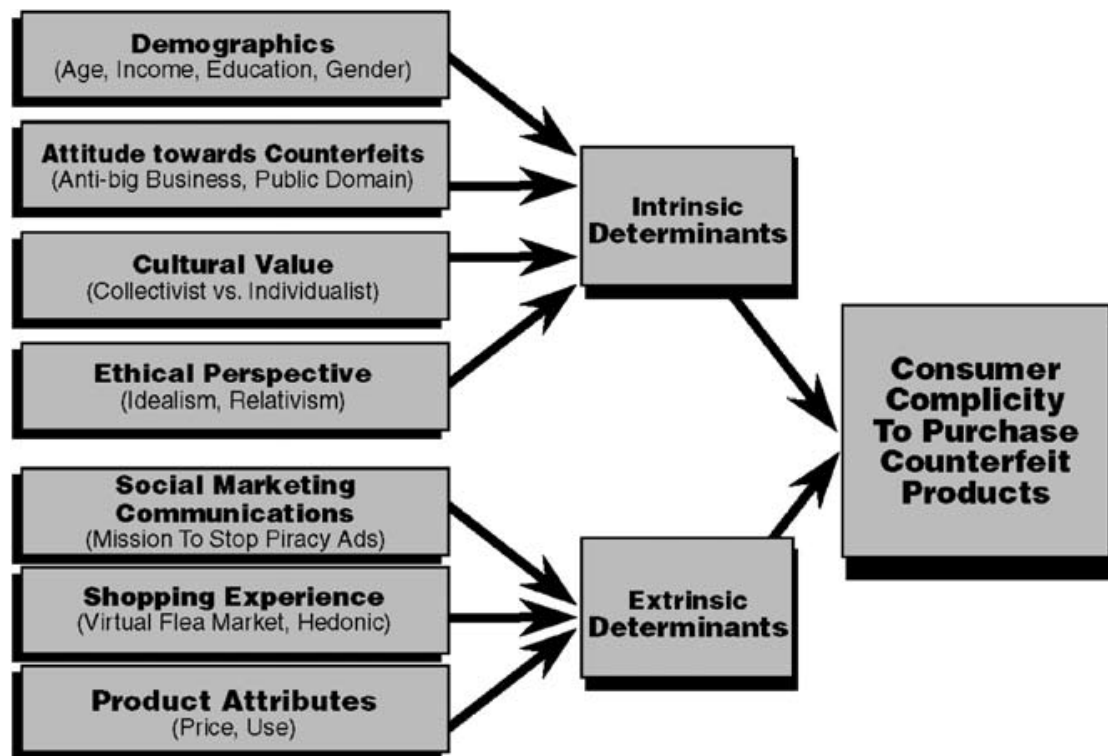 Demographics
(Age, Income, Education, Gender)
Attitude towards Counterfeits
(Anti-big Business, Public Domain)
Cultural Value
(Collectivist vs. Individualist)
Ethical Perspective
(Idealism, Relativism)
Social Marketing
Communications
(Mission To Stop Piracy Ads)
Shopping Experience
(Virtual Flea Market, Hedonic)
Product Attributes
(Price, Use)
Intrinsic
Determinants
Extrinsic
Determinants
Consumer
Complicity
To Purchase
Counterfeit
Products